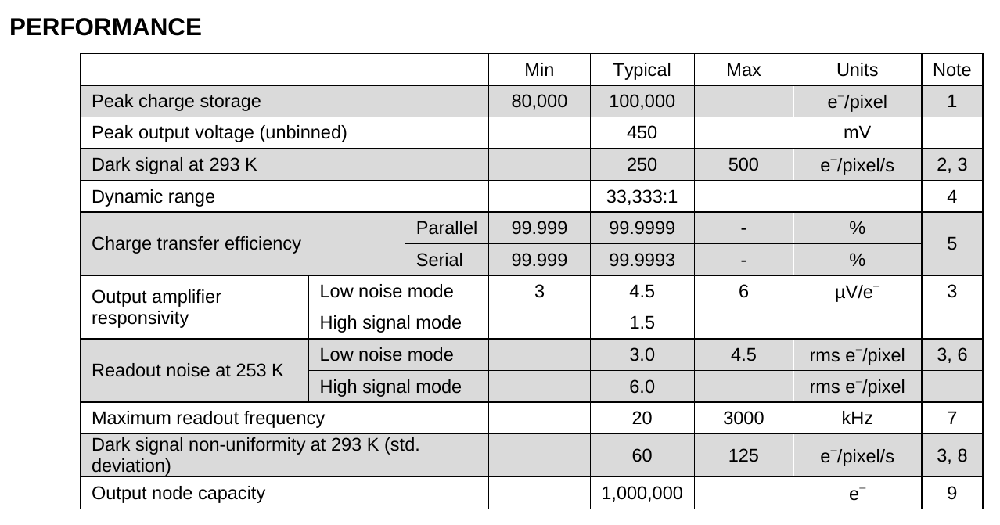 PERFORMANCE
Min Typical Max Units Note
Peak charge storage 80,000 100,000 e⁻/pixel 1
Peak output voltage (unbinned) 450 mV
Dark signal at 293 K 250 500 e⁻/pixel/s 2, 3
Dynamic range 33,333:1 4
Charge transfer efficiency Parallel 99.999 99.9999 - % 5
Serial 99.999 99.9993 - %
Output amplifier
responsivity
Low noise mode 3 4.5 6 µV/e⁻ 3
High signal mode 1.5
Readout noise at 253 K Low noise mode 3.0 4.5 rms e⁻/pixel 3, 6
High signal mode 6.0 rms e⁻/pixel
Maximum readout frequency 20 3000 kHz 7
Dark signal non-uniformity at 293 K (std.
deviation) 60 125 e⁻/pixel/s 3, 8
Output node capacity 1,000,000 e⁻ 9